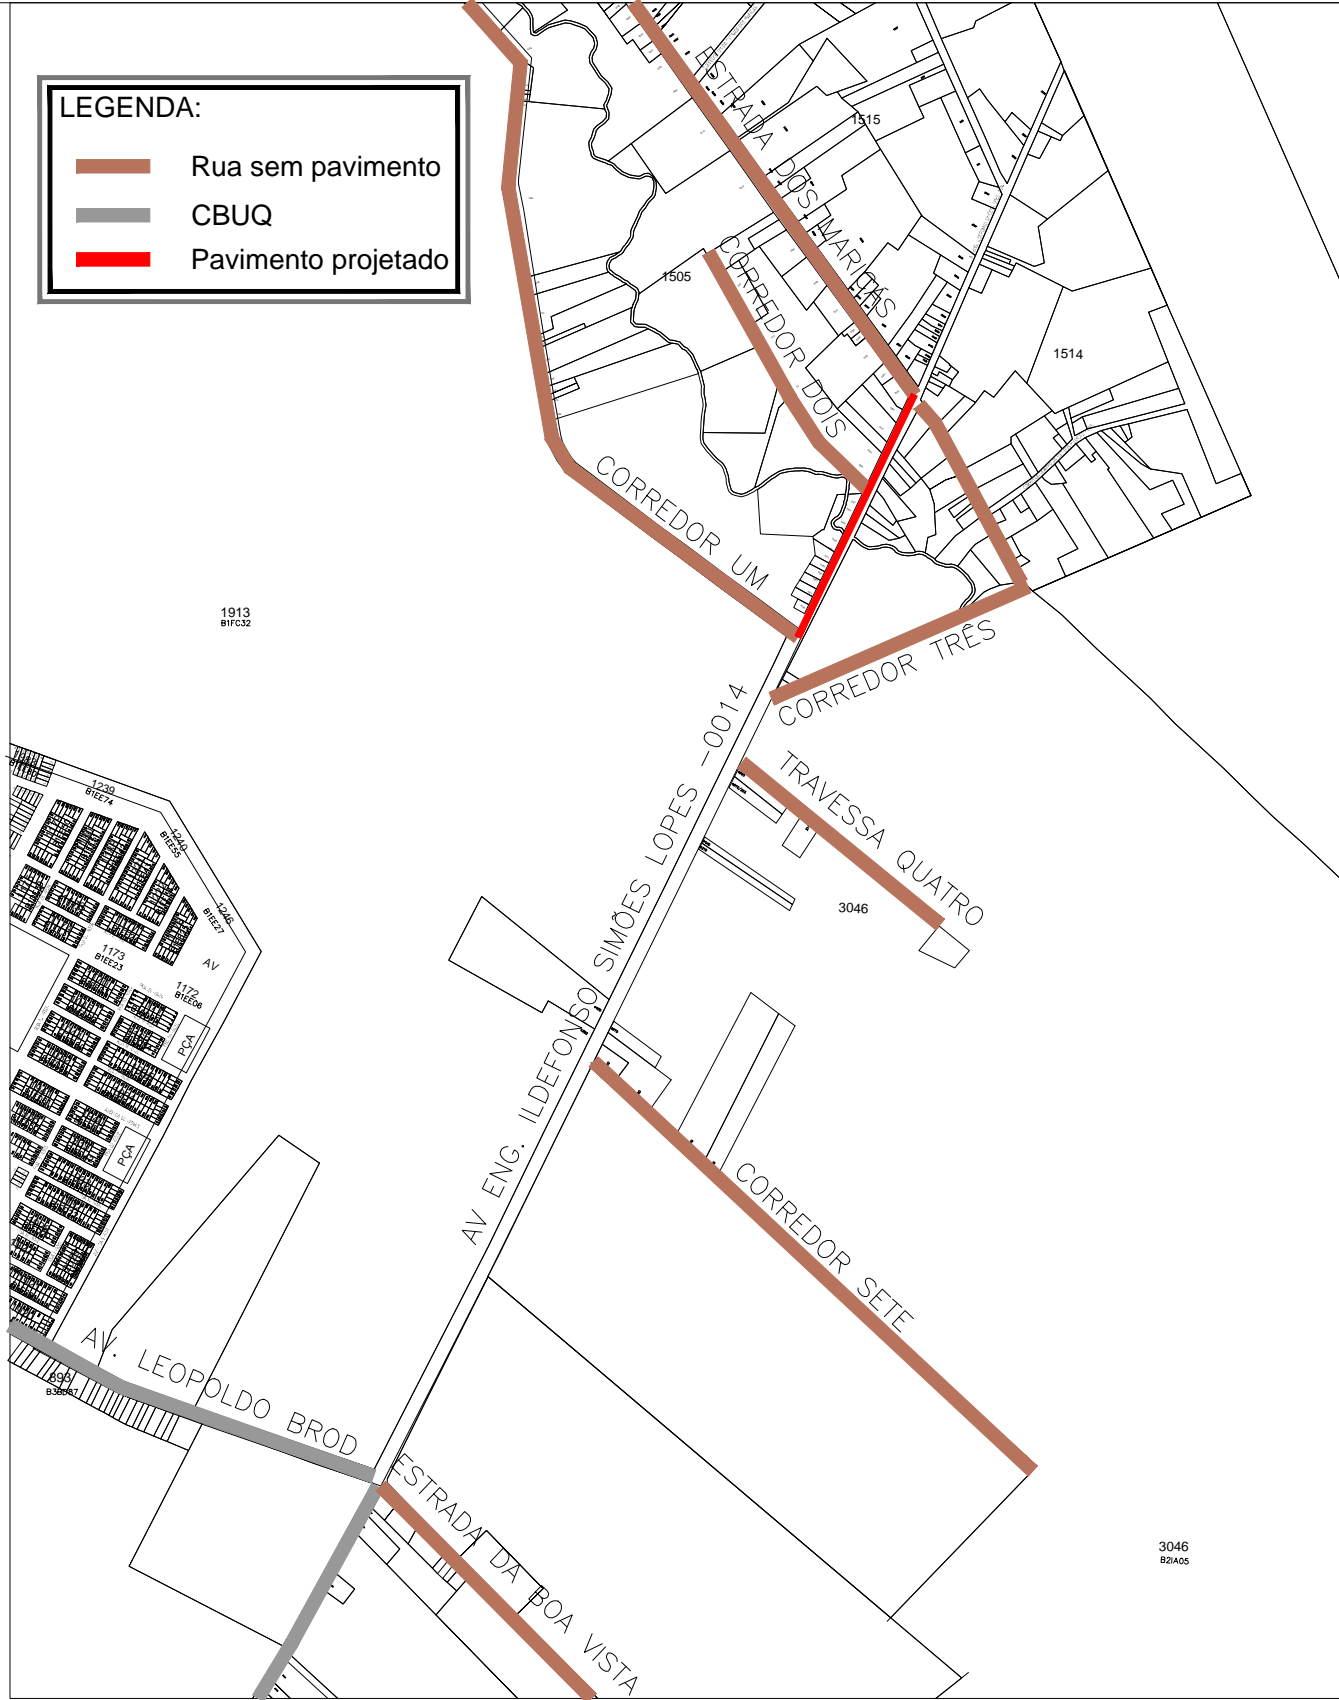 LEGENDA:
Rua sem pavimento
CBUQ
Pavimento projetado
ESTRADA DOS MARICÁS
1515
CORREDOR DOIS
1505
1514
CORREDOR UM
1913
B1FC32
CORREDOR TRÊS
AV ENG. ILDEFONSO SIMÕES LOPES -0014
TRAVESSA QUATRO
3046
1239
B1EE74
1240
B1EE55
1246
B1EE27
1173
B1EE23
AV
1172
B1EE06
PÇA
PÇA
CORREDOR SETE
AV. LEOPOLDO BROD
893
ESTRADA DA BOA VISTA
3046
B2IA05